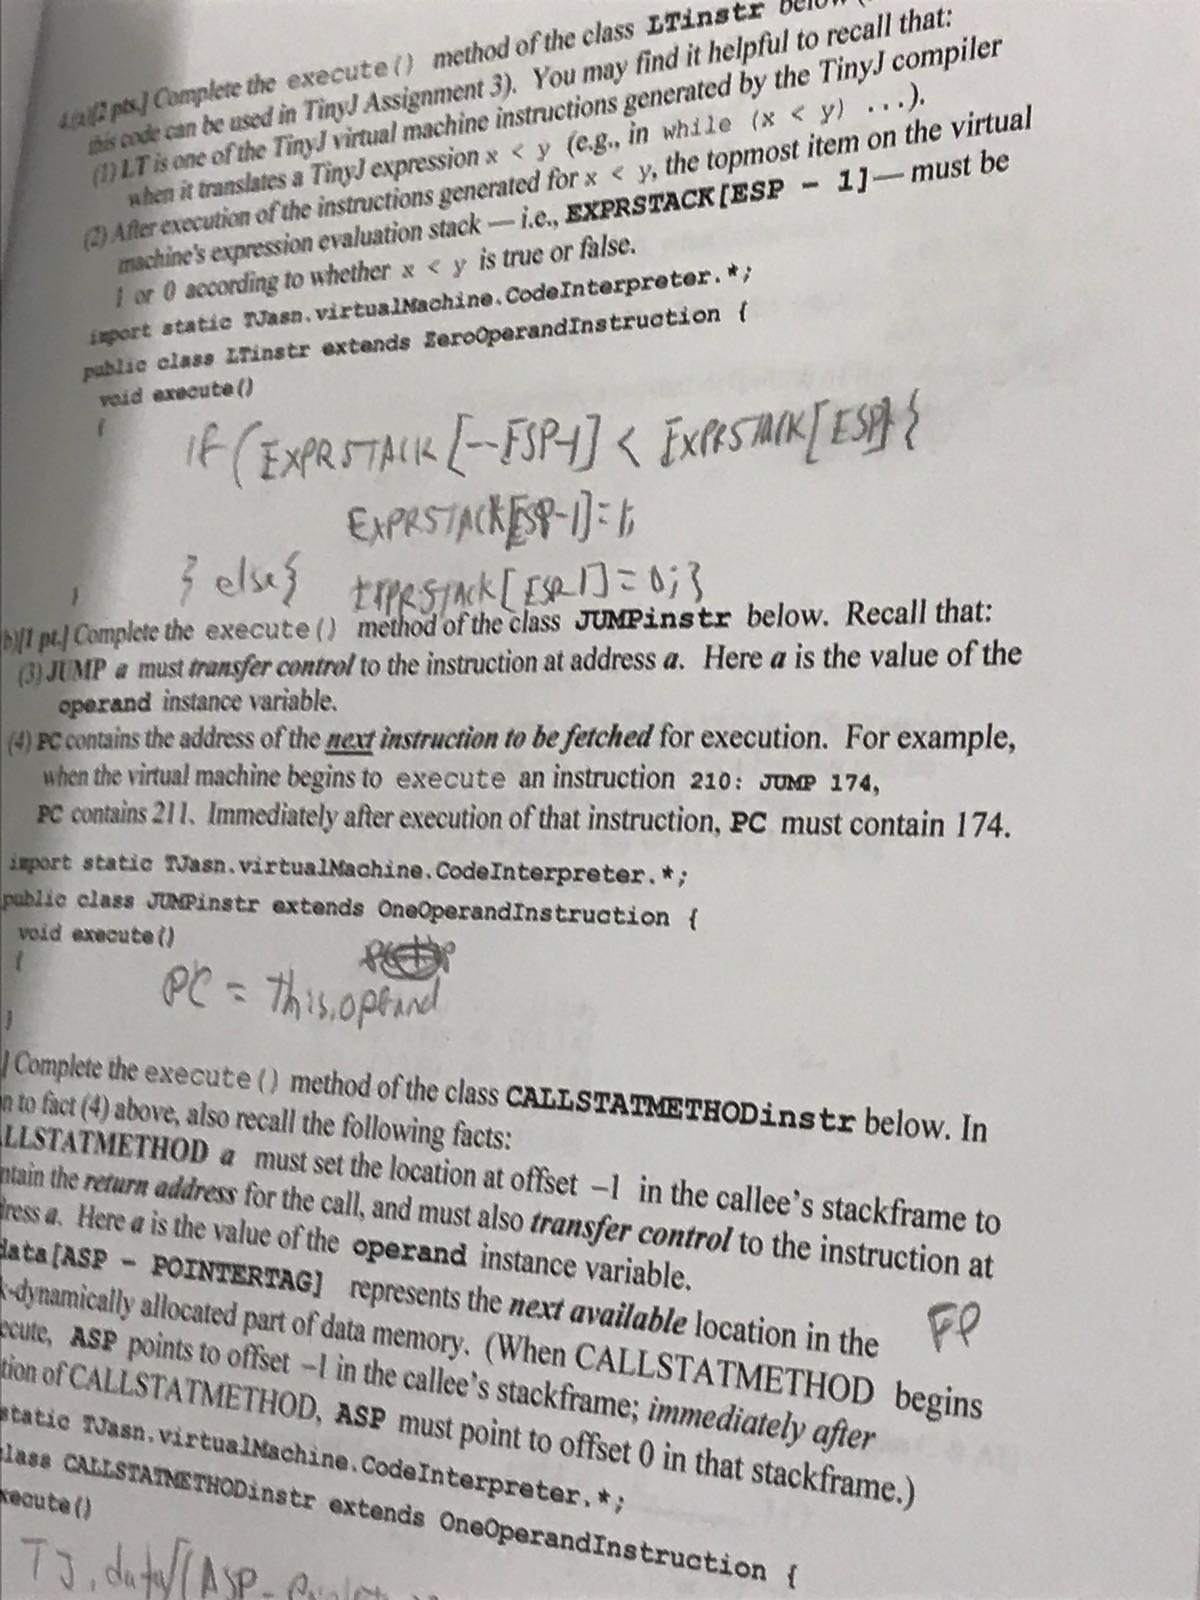 4.(a)[2 pts.] Complete the execute() method of the class LTinstr below
this code can be used in TinyJ Assignment 3). You may find it helpful to recall that:
(1) LT is one of the TinyJ virtual machine instructions generated by the TinyJ compiler
when it translates a TinyJ expression x < y (e.g., in while (x < y) ...).
(2) After execution of the instructions generated for x < y, the topmost item on the virtual
machine's expression evaluation stack — i.e., EXPRSTACK[ESP - 1]— must be
1 or 0 according to whether x < y is true or false.
import static TJasn.virtualMachine.CodeInterpreter.*;
public class LTinstr extends ZeroOperandInstruction {
void execute()
{
if (EXPRSTACK [--ESP-1] < EXPRSTACK[ESP]{
EXPRSTACK[ESP-1]=1;
} else{ EXPRSTACK[ESP-1]=0;}
}
b)[1 pt.] Complete the execute() method of the class JUMPinstr below. Recall that:
(3) JUMP a must transfer control to the instruction at address a. Here a is the value of the
operand instance variable.
(4) PC contains the address of the next instruction to be fetched for execution. For example,
when the virtual machine begins to execute an instruction 210: JUMP 174,
PC contains 211. Immediately after execution of that instruction, PC must contain 174.
import static TJasn.virtualMachine.CodeInterpreter.*;
public class JUMPinstr extends OneOperandInstruction {
void execute()
{
PC = this.operand
}
] Complete the execute() method of the class CALLSTATMETHODinstr below. In
n to fact (4) above, also recall the following facts:
LLSTATMETHOD a must set the location at offset –1 in the callee's stackframe to
ntain the return address for the call, and must also transfer control to the instruction at
dress a. Here a is the value of the operand instance variable.
data[ASP - POINTERTAG] represents the next available location in the
k-dynamically allocated part of data memory. (When CALLSTATMETHOD begins
FP
ecute, ASP points to offset –1 in the callee's stackframe; immediately after
tion of CALLSTATMETHOD, ASP must point to offset 0 in that stackframe.)
static TJasn.virtualMachine.CodeInterpreter.*;
lass CALLSTATMETHODinstr extends OneOperandInstruction {
xecute()
TJ.data[(ASP-